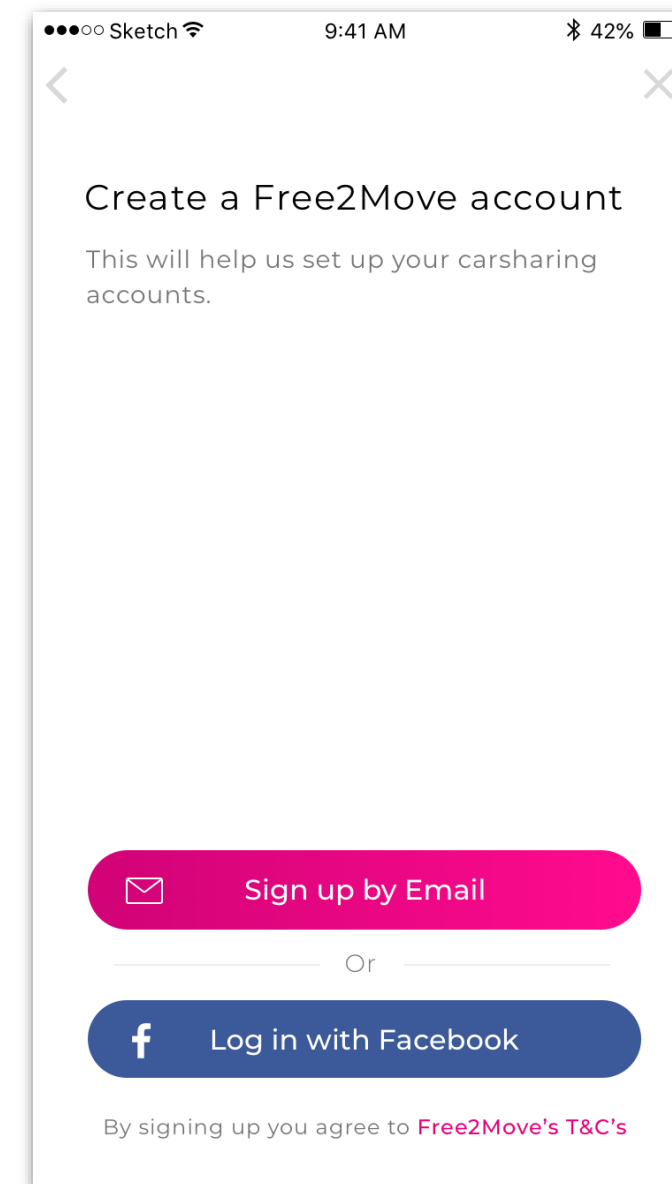 Sketch 9:41 AM 42%
Create a Free2Move account
This will help us set up your carsharing
accounts.
Sign up by Email
Or
Log in with Facebook
By signing up you agree to Free2Move’s T&C’s